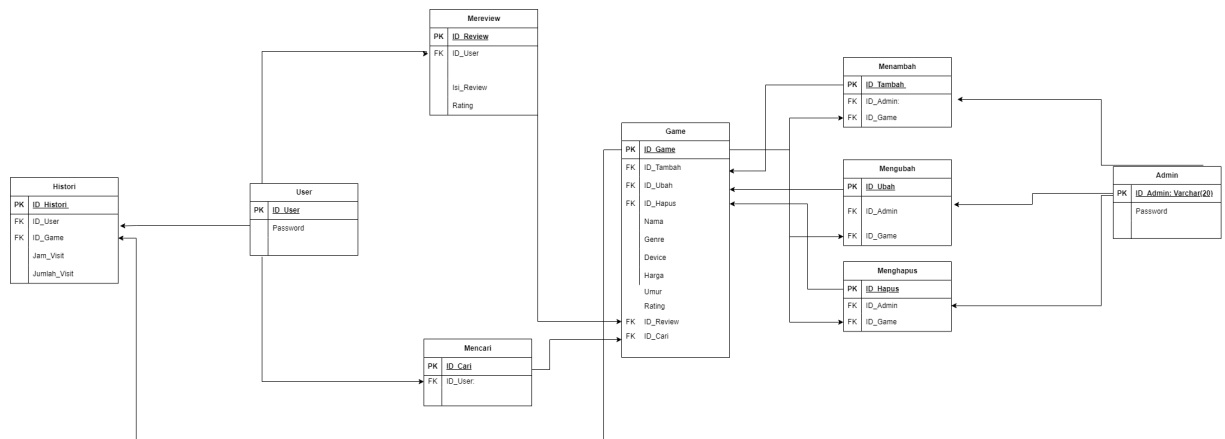 Mereview
PK ID_Review
FK ID_User
Isi_Review
Rating
Histori
PK ID_Histori
FK ID_User
FK ID_Game
Jam_Visit
Jumlah_Visit
User
PK ID_User
Password
Mencari
PK ID_Cari
FK ID_User:
Game
PK ID_Game
FK ID_Tambah
FK ID_Ubah
FK ID_Hapus
Nama
Genre
Device
Harga
Umur
Rating
FK ID_Review
FK ID_Cari
Menambah
PK ID_Tambah
FK ID_Admin:
FK ID_Game
Mengubah
PK ID_Ubah
FK ID_Admin
FK ID_Game
Menghapus
PK ID_Hapus
FK ID_Admin
FK ID_Game
Admin
PK ID_Admin: Varchar(20)
Password